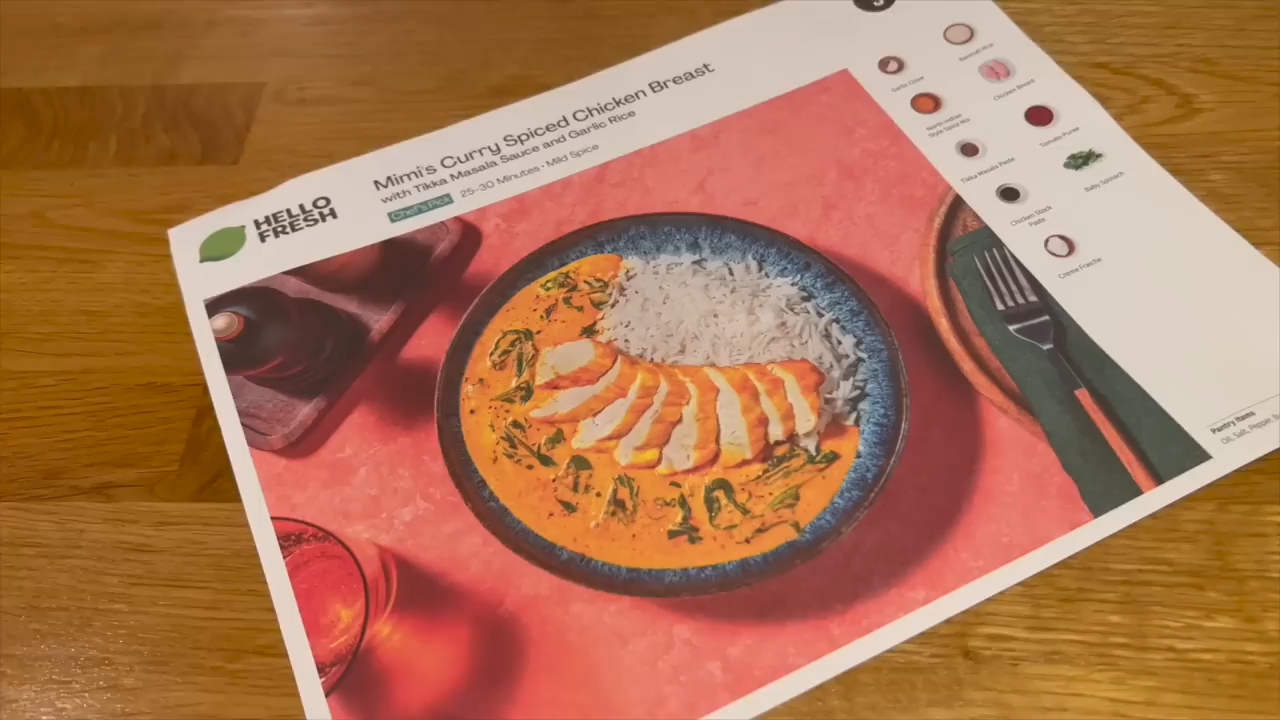 HELLO
FRESH
Mimi's Curry Spiced Chicken Breast
with Tikka Masala Sauce and Garlic Rice
Chef's Pick 25-30 Minutes • Mild Spice
Garlic Clove
Basmati Rice
North Indian
Style Spice Mix
Chicken Breast
Tikka Masala Paste
Tomato Puree
Chicken Stock
Paste
Baby Spinach
Creme Fraiche
Pantry Items
Oil, Salt, Pepper,